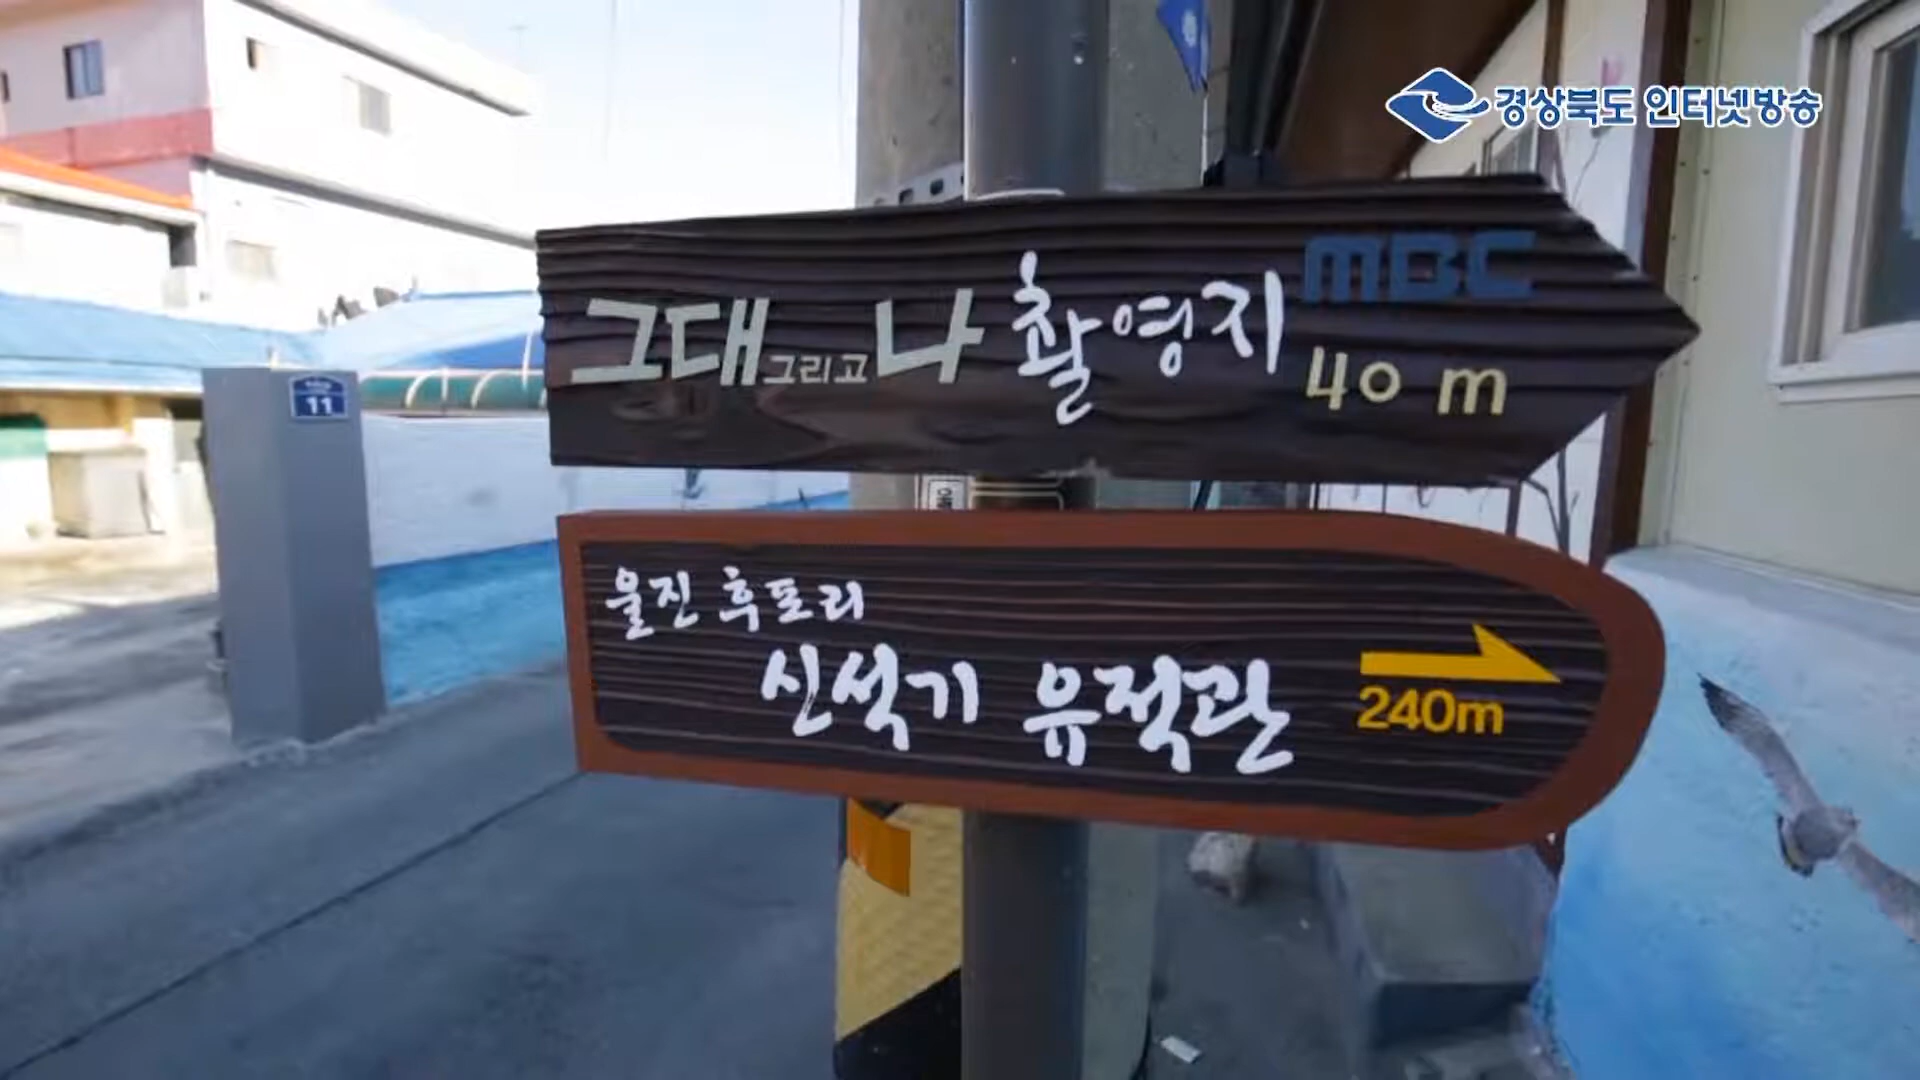 경상북도 인터넷방송
MBC
그대 그리고 나 촬영지
40 m
11
울진 후포리
신석기 유적관
240m